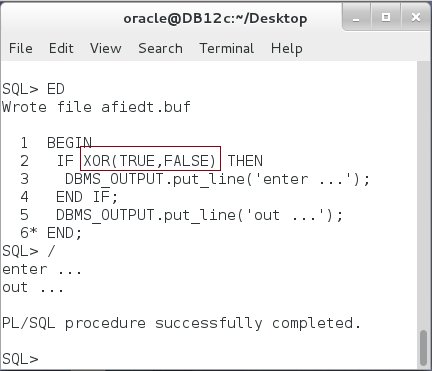 oracle@DB12c:~/Desktop
File Edit View Search Terminal Help
SQL> ED
Wrote file afiedt.buf
1 BEGIN
2 IF XOR(TRUE,FALSE) THEN
3 DBMS_OUTPUT.put_line('enter ...');
4 END IF;
5 DBMS_OUTPUT.put_line('out ...');
6* END;
SQL> /
enter ...
out ...
PL/SQL procedure successfully completed.
SQL>